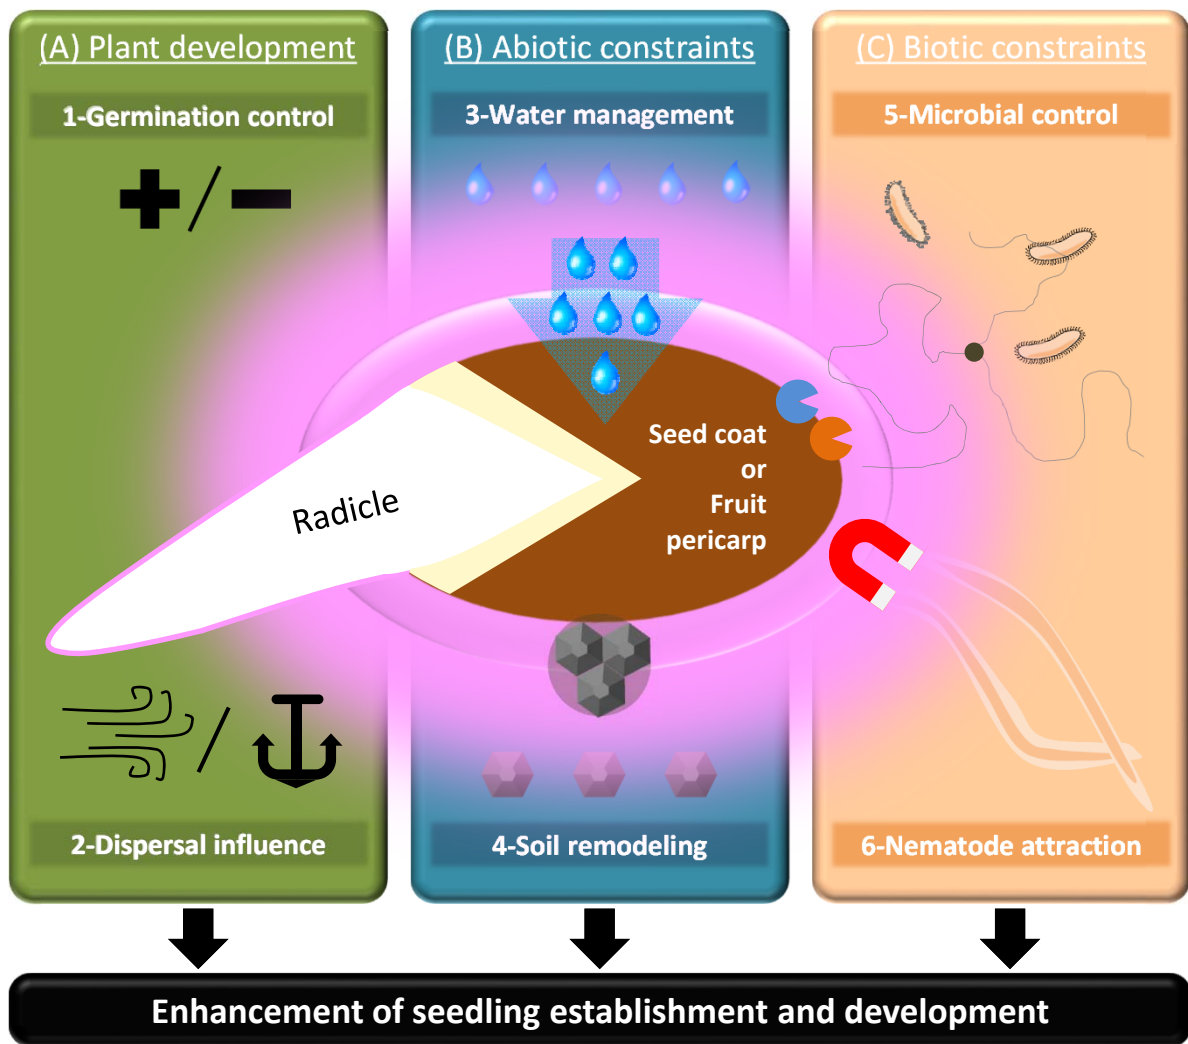 (A) Plant development
1-Germination control
+/−
2-Dispersal influence
(B) Abiotic constraints
3-Water management
4-Soil remodeling
(C) Biotic constraints
5-Microbial control
6-Nematode attraction
Radicle
Seed coat
or
Fruit
pericarp
Enhancement of seedling establishment and development